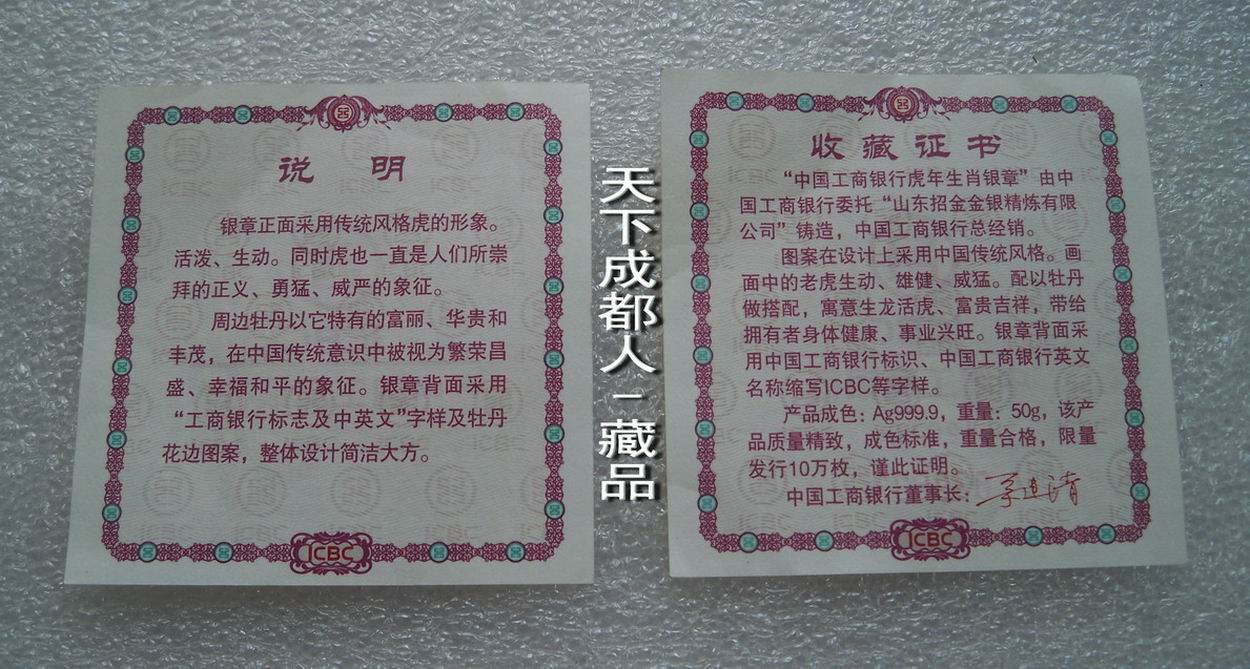 说 明
银章正面采用传统风格虎的形象。
活泼、生动。同时虎也一直是人们所崇
拜的正义、勇猛、威严的象征。
周边牡丹以它特有的富丽、华贵和
丰茂，在中国传统意识中被视为繁荣昌
盛、幸福和平的象征。银章背面采用
“工商银行标志及中英文”字样及牡丹
花边图案，整体设计简洁大方。
ICBC
天下成都人－藏品
收藏证书
“中国工商银行虎年生肖银章”由中
国工商银行委托“山东招金金银精炼有限
公司”铸造，中国工商银行总经销。
图案在设计上采用中国传统风格。画
面中的老虎生动、雄健、威猛。配以牡丹
做搭配，寓意生龙活虎、富贵吉祥，带给
拥有者身体健康、事业兴旺。银章背面采
用中国工商银行标识、中国工商银行英文
名称缩写ICBC等字样。
产品成色：Ag999.9，重量：50g，该产
品质量精致，成色标准，重量合格，限量
发行10万枚，谨此证明。
中国工商银行董事长：
ICBC